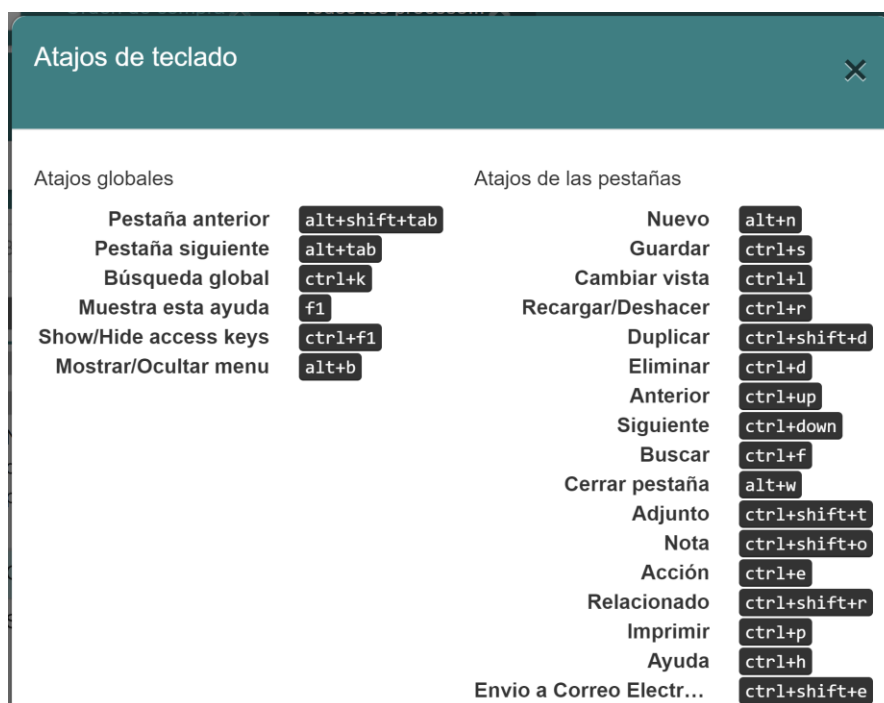 Atajos de teclado
Atajos globales
Pestaña anterior alt+shift+tab
Pestaña siguiente alt+tab
Búsqueda global ctrl+k
Muestra esta ayuda f1
Show/Hide access keys ctrl+f1
Mostrar/Ocultar menu alt+b
Atajos de las pestañas
Nuevo alt+n
Guardar ctrl+s
Cambiar vista ctrl+l
Recargar/Deshacer ctrl+r
Duplicar ctrl+shift+d
Eliminar ctrl+d
Anterior ctrl+up
Siguiente ctrl+down
Buscar ctrl+f
Cerrar pestaña alt+w
Adjunto ctrl+shift+t
Nota ctrl+shift+o
Acción ctrl+e
Relacionado ctrl+shift+r
Imprimir ctrl+p
Ayuda ctrl+h
Envio a Correo Electr... ctrl+shift+e